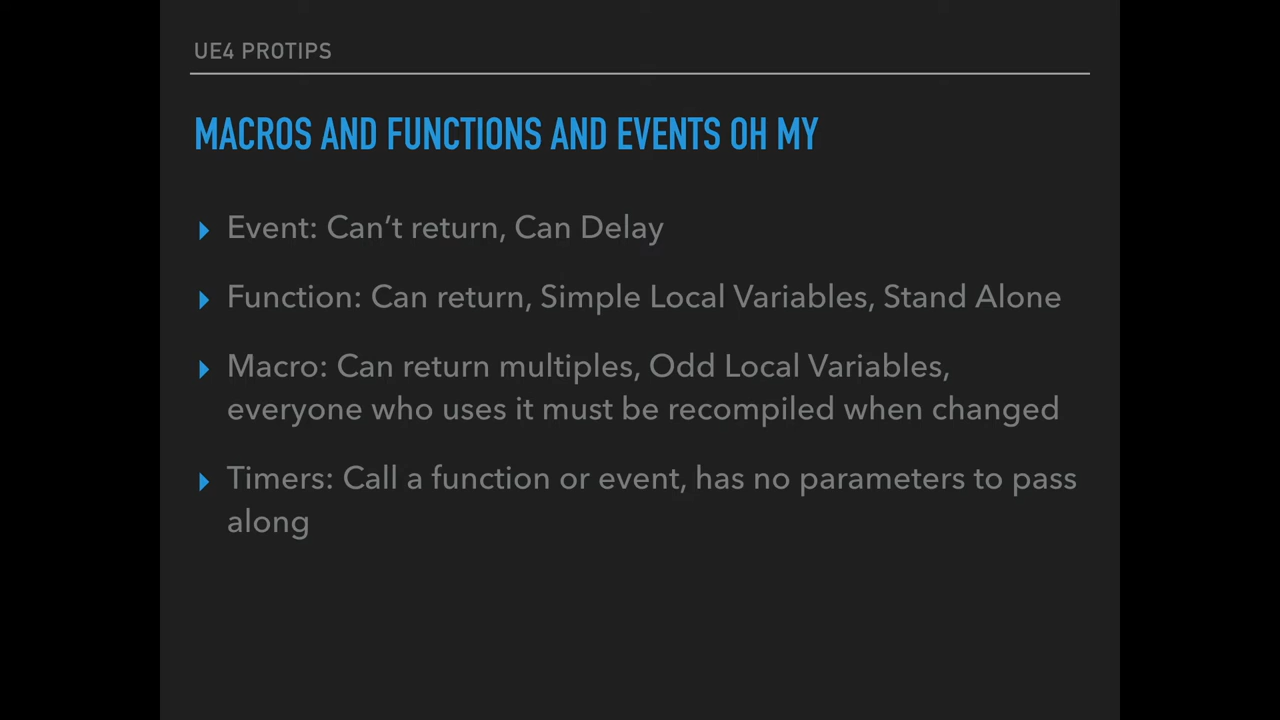 UE4 PROTIPS
MACROS AND FUNCTIONS AND EVENTS OH MY
Event: Can’t return, Can Delay
Function: Can return, Simple Local Variables, Stand Alone
Macro: Can return multiples, Odd Local Variables,
everyone who uses it must be recompiled when changed
Timers: Call a function or event, has no parameters to pass
along